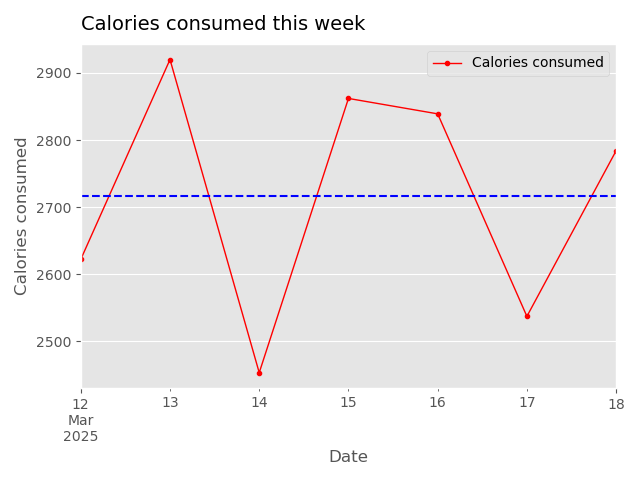 Calories consumed this week
Calories consumed
2900
2800
2700
2600
2500
Calories consumed
12
Mar
2025
13
14
15
16
17
18
Date